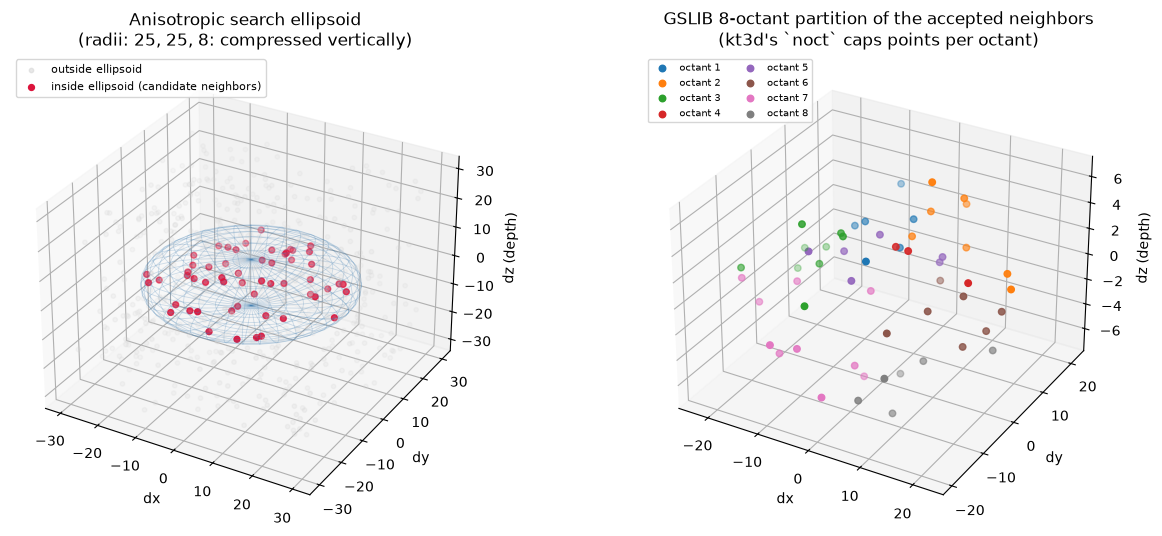 Anisotropic search ellipsoid
(radii: 25, 25, 8: compressed vertically)
outside ellipsoid
inside ellipsoid (candidate neighbors)
30
20
10
0
−10
−20
−30
dz (depth)
−30
−20
−10
0
10
20
30
dx
−30
−20
−10
0
10
20
30
dy
GSLIB 8-octant partition of the accepted neighbors
(kt3d's `noct` caps points per octant)
octant 1
octant 2
octant 3
octant 4
octant 5
octant 6
octant 7
octant 8
6
4
2
0
−2
−4
−6
dz (depth)
−20
−10
0
10
20
dx
−20
−10
0
10
20
dy